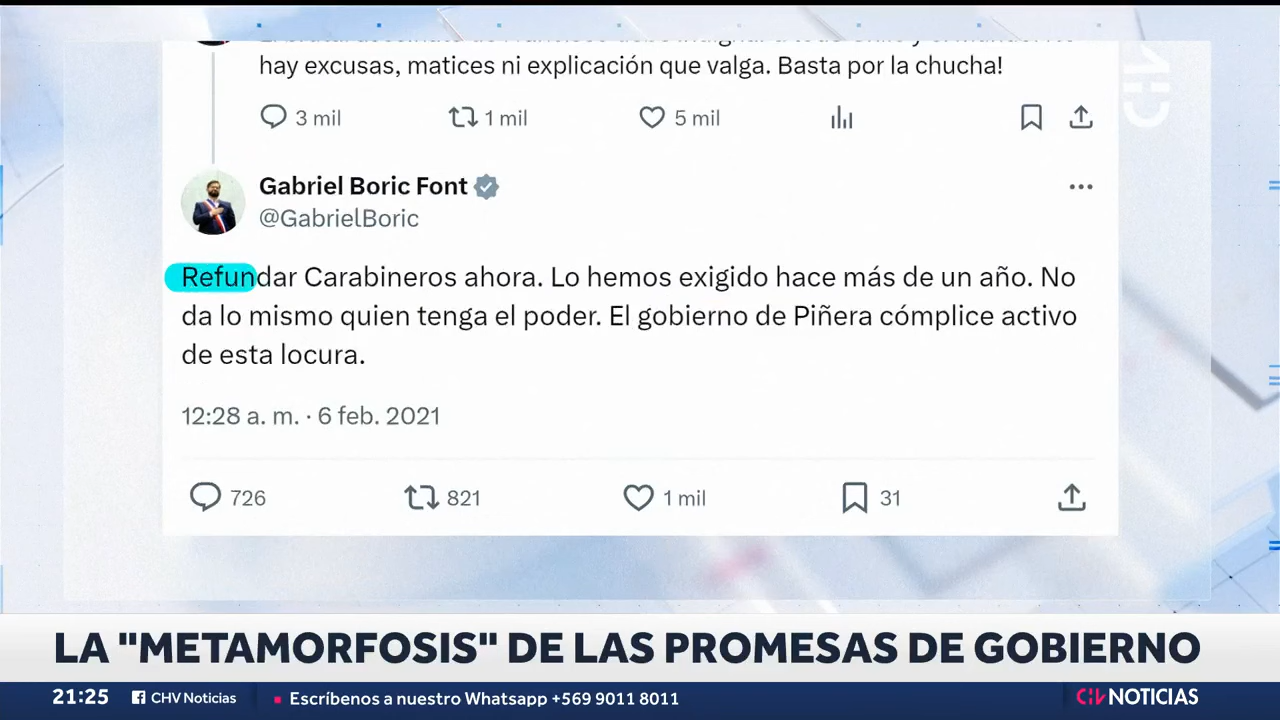 hay excusas, matices ni explicación que valga. Basta por la chucha!
3 mil 1 mil 5 mil
Gabriel Boric Font
@GabrielBoric
Refundar Carabineros ahora. Lo hemos exigido hace más de un año. No
da lo mismo quien tenga el poder. El gobierno de Piñera cómplice activo
de esta locura.
12:28 a. m. · 6 feb. 2021
726 821 1 mil 31
CHV
LA "METAMORFOSIS" DE LAS PROMESAS DE GOBIERNO
21:25 CHV Noticias Escríbenos a nuestro Whatsapp +569 9011 8011 CHV NOTICIAS